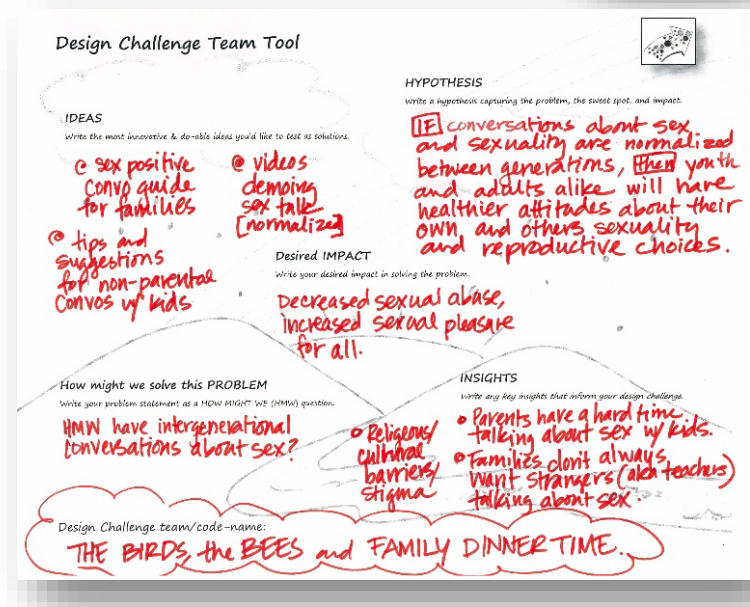 Design Challenge Team Tool
IDEAS
Write the most innovative & do-able ideas you'd like to test as solutions.
sex positive
convo guide
for families
videos
demoing
sex talk
[normalized]
tips and
suggestions
for non-parental
convos w/ kids
HYPOTHESIS
Write a hypothesis capturing the problem, the sweet spot, and impact.
IF conversations about sex
and sexuality are normalized
between generations, then youth
and adults alike will have
healthier attitudes about their
own, and others sexuality
and reproductive choices.
Desired IMPACT
Write your desired impact in solving the problem.
Decreased sexual abuse,
increased sexual pleasure
for all.
How might we solve this PROBLEM
Write your problem statement as a HOW MIGHT WE (HMW) question.
HMW have intergenerational
conversations about sex?
INSIGHTS
Write any key insights that inform your design challenge.
Religious/
cultural
barriers/
stigma
Parents have a hard time
talking about sex w/ kids.
Families don't always
want strangers (aka teachers)
talking about sex.
Design Challenge team/code-name:
THE BIRDS, the BEES and FAMILY DINNER TIME.